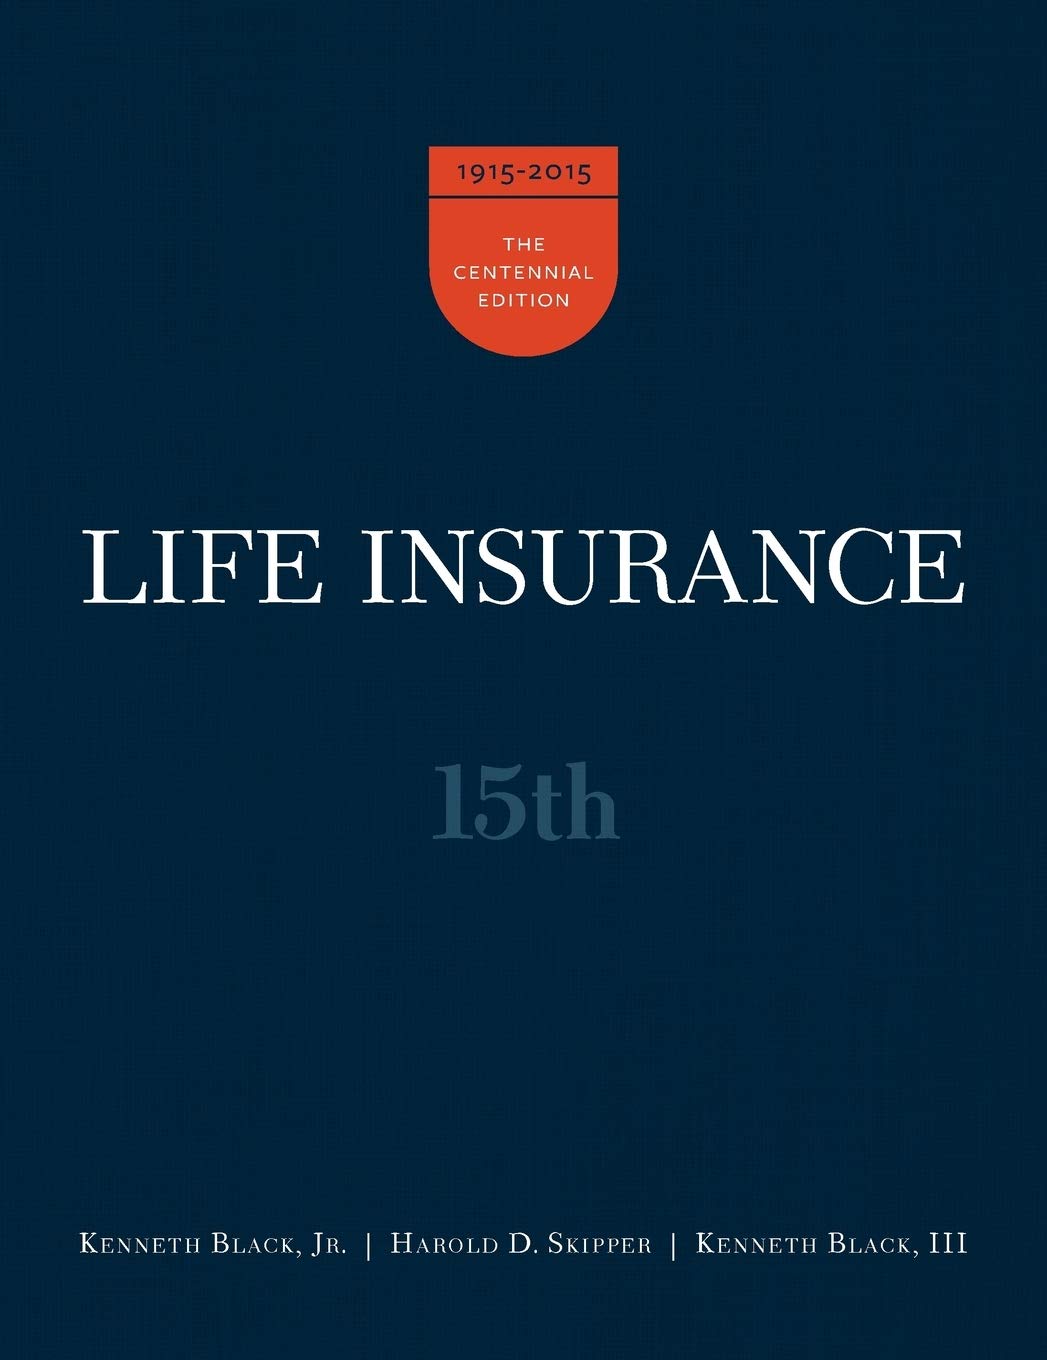 1915-2015
THE
CENTENNIAL
EDITION
LIFE INSURANCE
15th
KENNETH BLACK, JR. | HAROLD D. SKIPPER | KENNETH BLACK, III